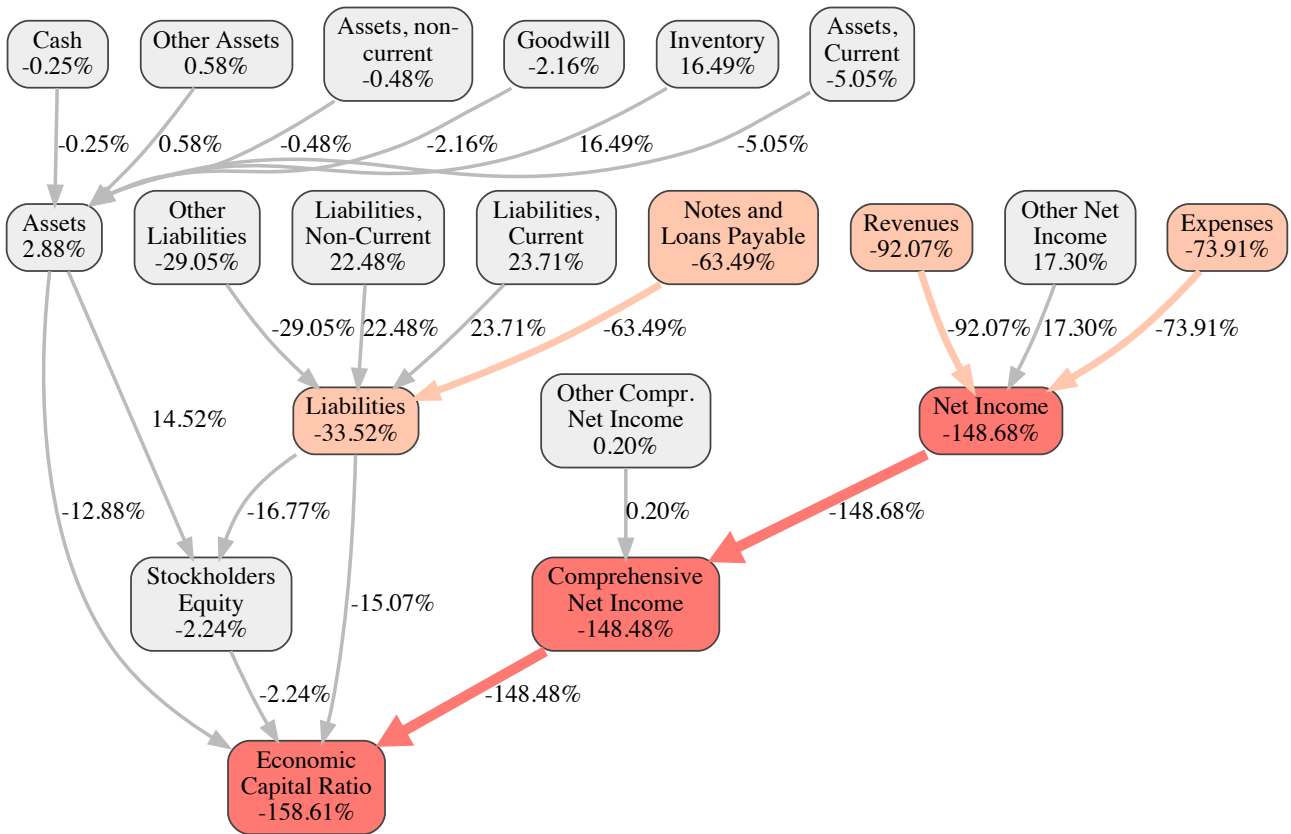 Cash
-0.25%
Other Assets
0.58%
Assets, non-
current
-0.48%
Goodwill
-2.16%
Inventory
16.49%
Assets,
Current
-5.05%
-0.25%
0.58%
-0.48%
-2.16%
16.49%
-5.05%
Assets
2.88%
Other
Liabilities
-29.05%
Liabilities,
Non-Current
22.48%
Liabilities,
Current
23.71%
Notes and
Loans Payable
-63.49%
Revenues
-92.07%
Other Net
Income
17.30%
Expenses
-73.91%
-29.05%
22.48%
23.71%
-63.49%
-92.07%
17.30%
-73.91%
14.52%
Liabilities
-33.52%
Other Compr.
Net Income
0.20%
Net Income
-148.68%
-12.88%
-16.77%
0.20%
-148.68%
Stockholders
Equity
-2.24%
-15.07%
Comprehensive
Net Income
-148.48%
-2.24%
-148.48%
Economic
Capital Ratio
-158.61%